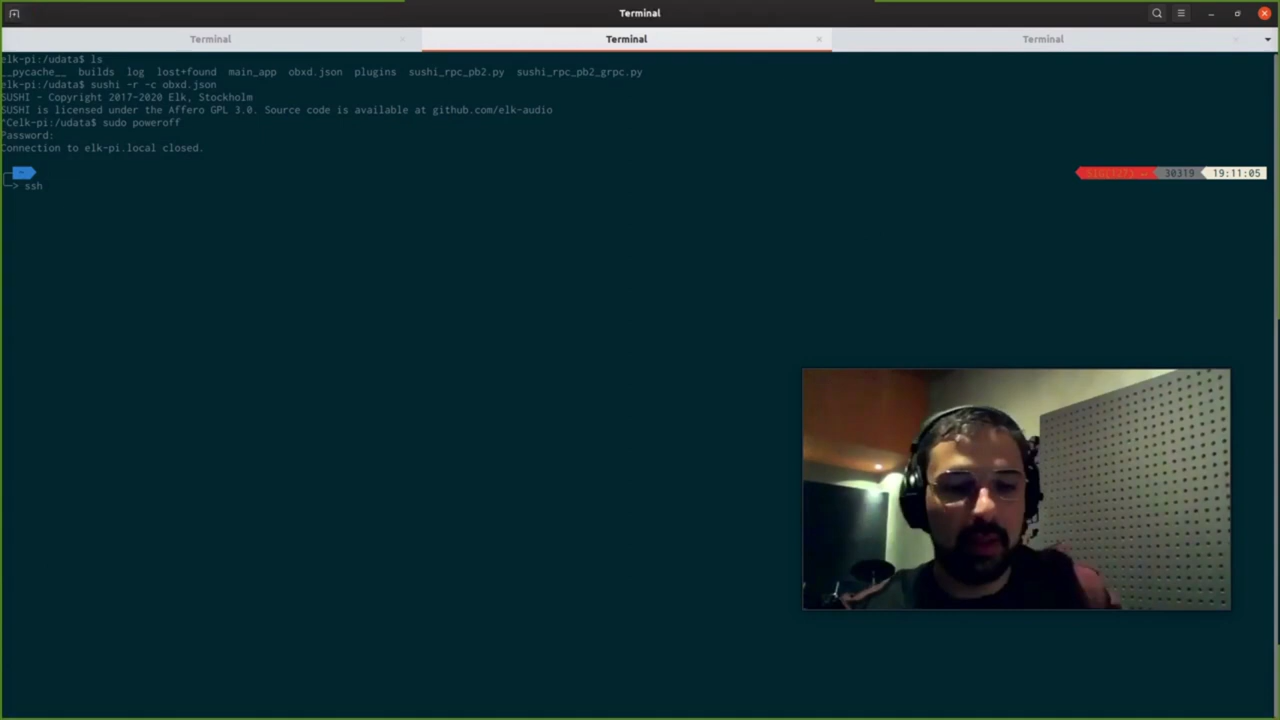 Terminal
Terminal
Terminal
Terminal
elk-pi:/udata$ ls
__pycache__ builds log lost+found main_app obxd.json plugins sushi_rpc_pb2.py sushi_rpc_pb2_grpc.py
elk-pi:/udata$ sushi -r -c obxd.json
SUSHI - Copyright 2017-2020 Elk, Stockholm
SUSHI is licensed under the Affero GPL 3.0. Source code is available at github.com/elk-audio
^Celk-pi:/udata$ sudo poweroff
Password:
Connection to elk-pi.local closed.
~
SIG(127) 30319 19:11:05
> ssh